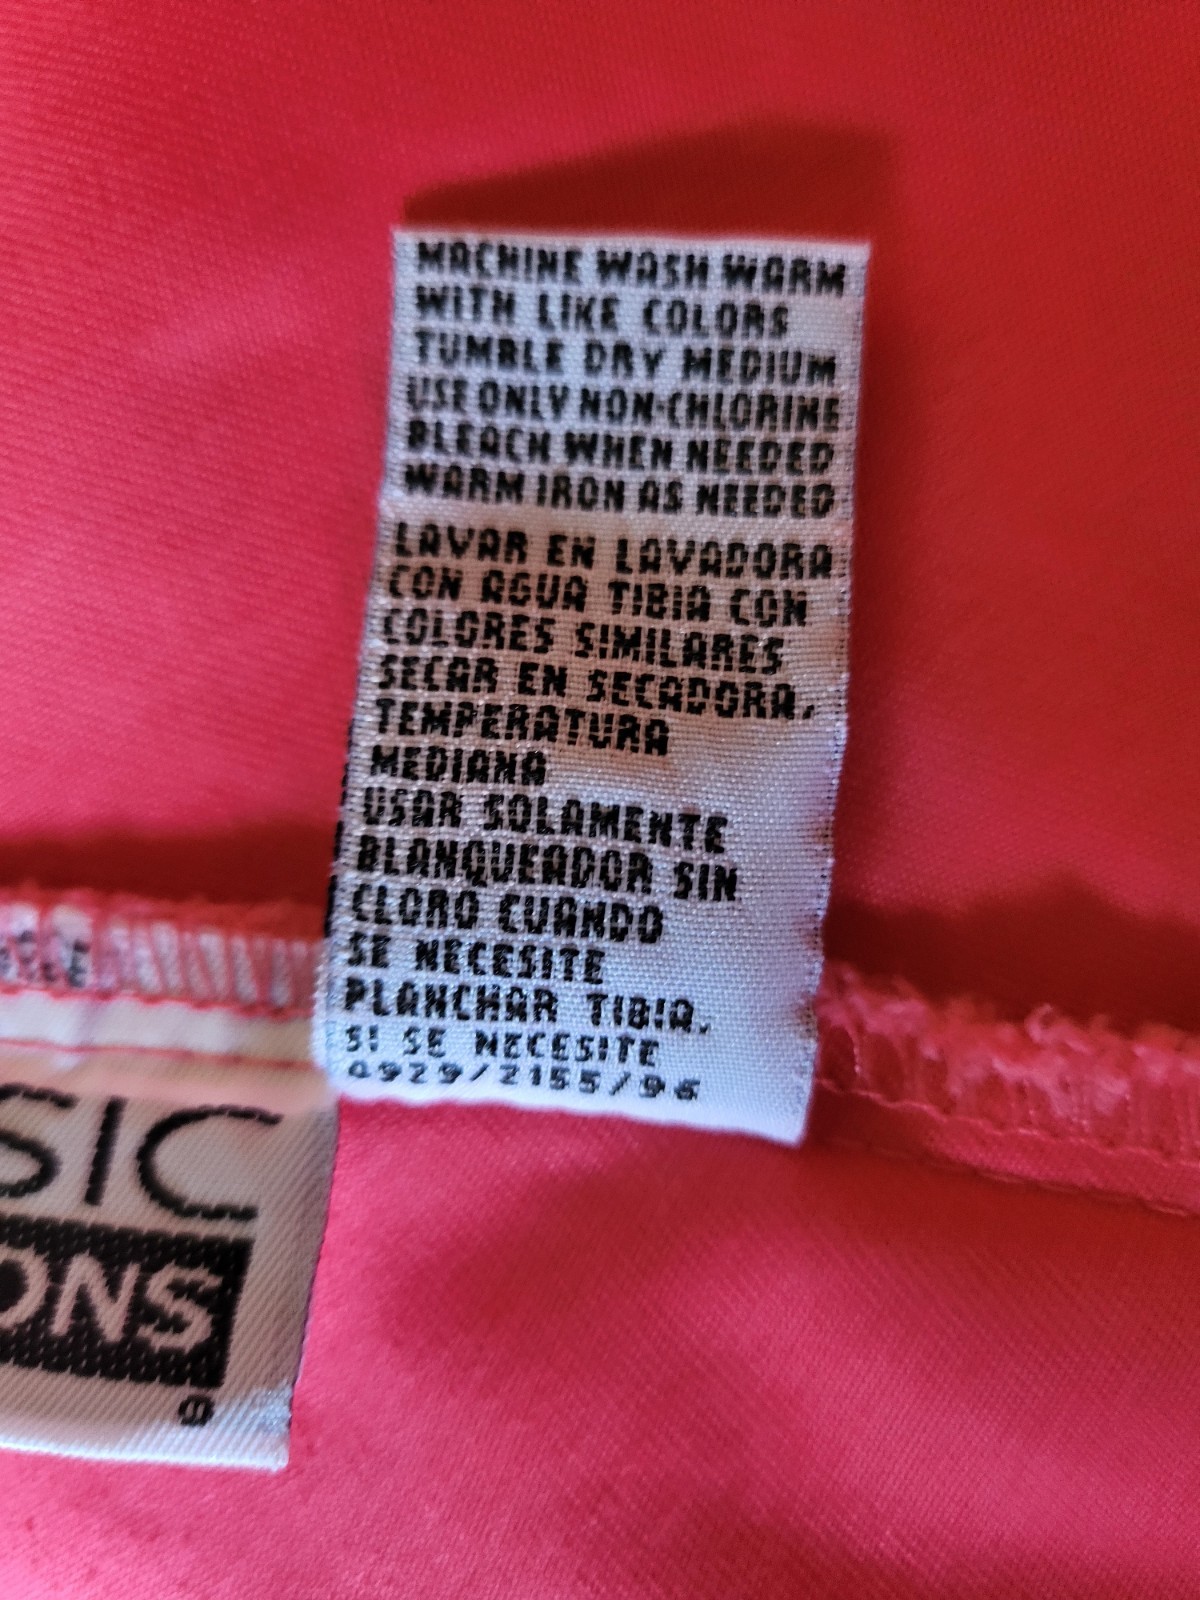 MACHINE WASH WARM
WITH LIKE COLORS
TUMBLE DRY MEDIUM
USE ONLY NON-CHLORINE
BLEACH WHEN NEEDED
WARM IRON AS NEEDED
LAVAR EN LAVADORA
CON AGUA TIBIA CON
COLORES SIMILARES
SECAR EN SECADORA,
TEMPERATURA
MEDIANA
USAR SOLAMENTE
BLANQUEADOR SIN
CLORO CUANDO
SE NECESITE
PLANCHAR TIBIA,
SI SE NECESITE
0929/2155/96
SIC
ONS
®